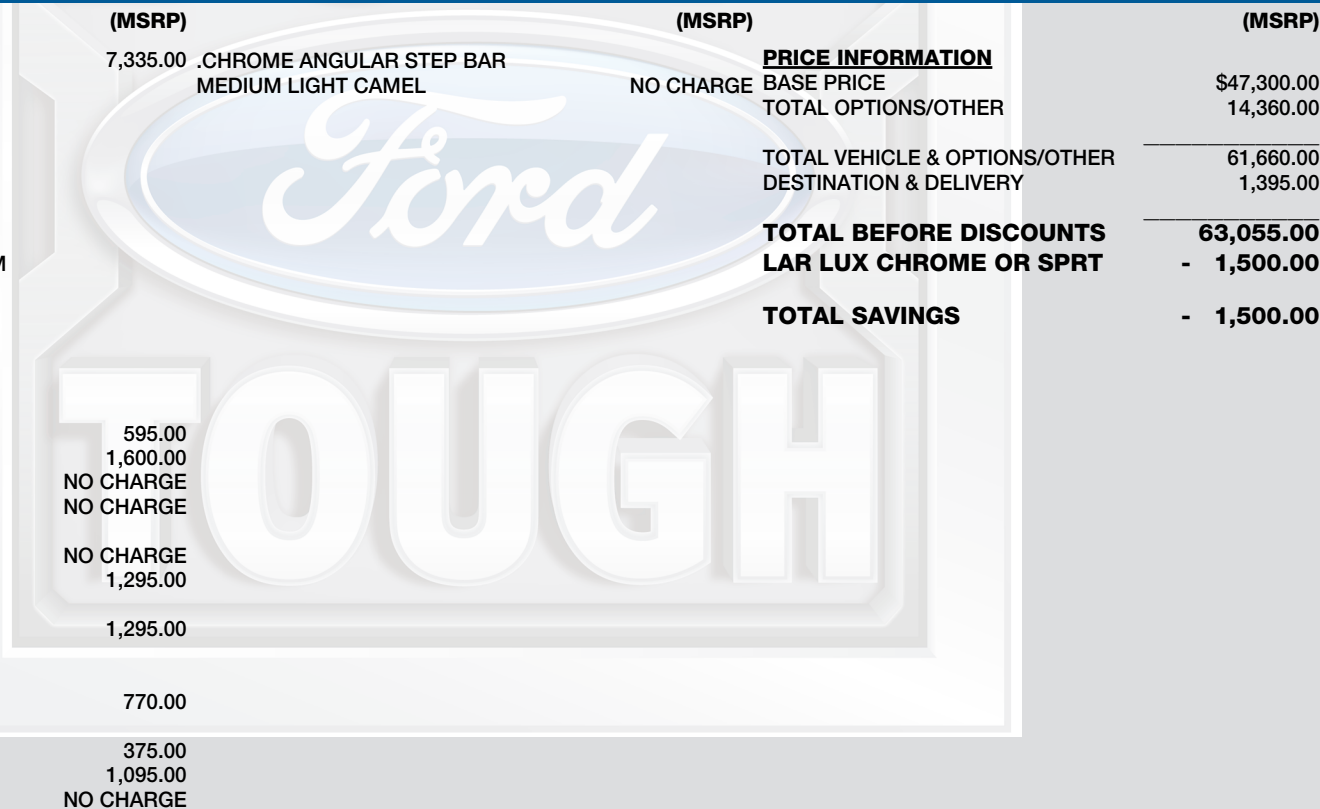 (MSRP) (MSRP) (MSRP)
7,335.00 .CHROME ANGULAR STEP BAR
MEDIUM LIGHT CAMEL NO CHARGE
PRICE INFORMATION
BASE PRICE $47,300.00
TOTAL OPTIONS/OTHER 14,360.00
TOTAL VEHICLE & OPTIONS/OTHER 61,660.00
DESTINATION & DELIVERY 1,395.00
TOTAL BEFORE DISCOUNTS 63,055.00
LAR LUX CHROME OR SPRT - 1,500.00
TOTAL SAVINGS - 1,500.00
595.00
1,600.00
NO CHARGE
NO CHARGE
NO CHARGE
1,295.00
1,295.00
770.00
375.00
1,095.00
NO CHARGE
Ford
TOUGH